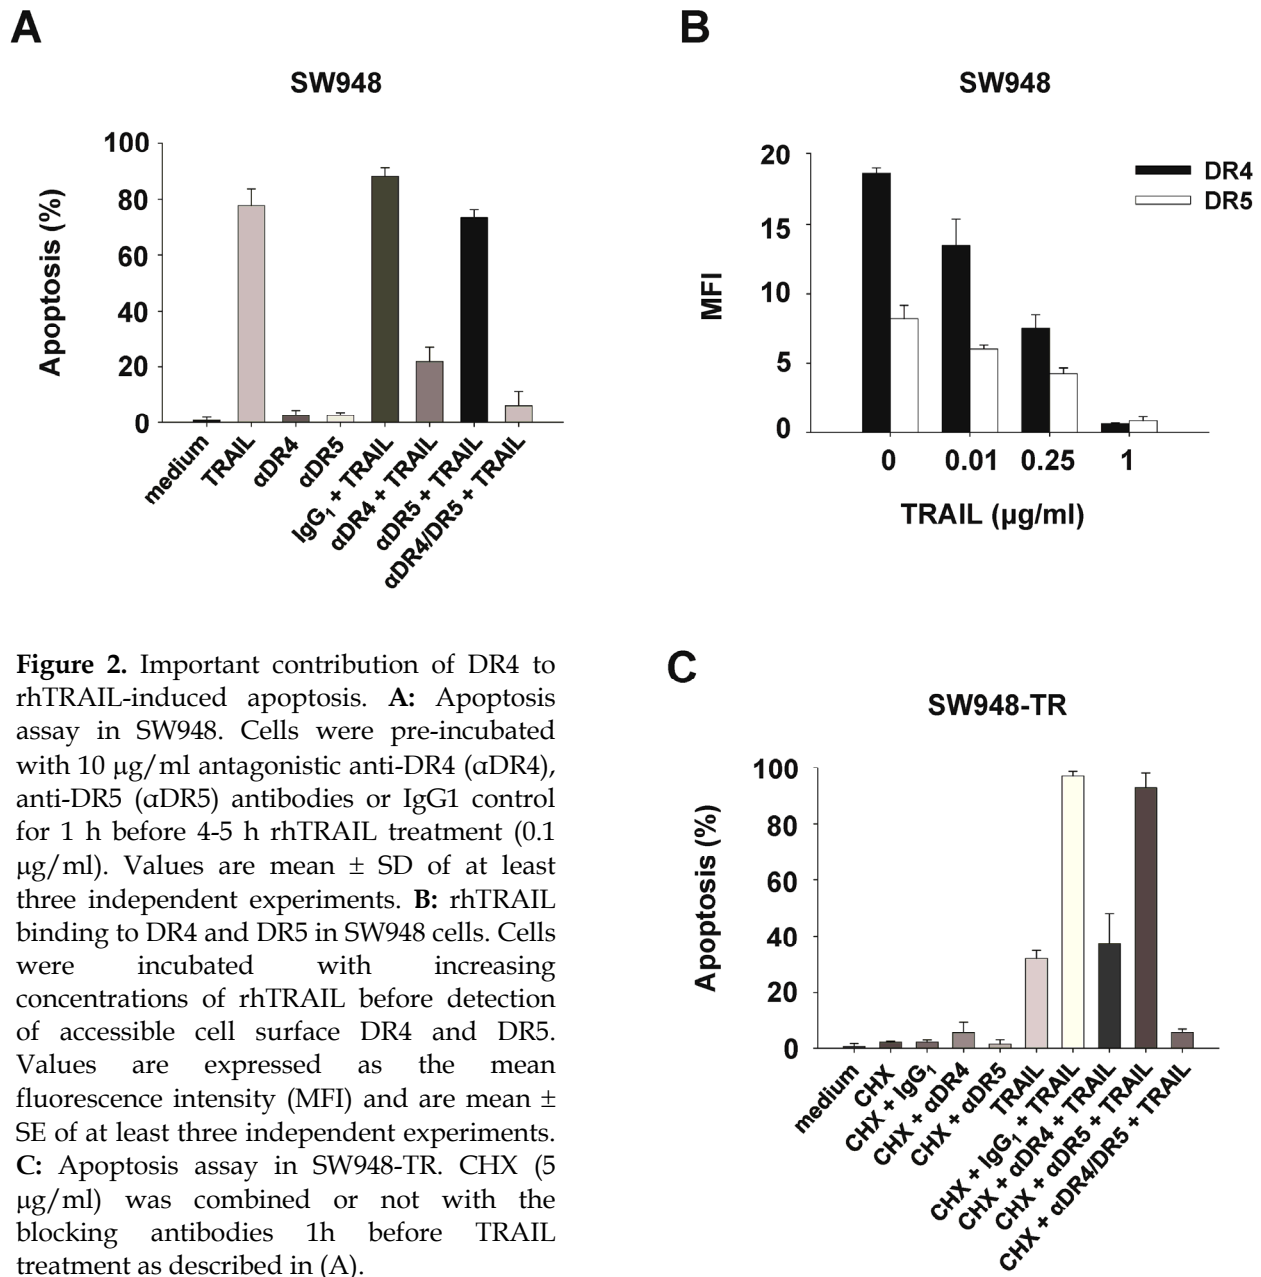 A
SW948
100
80
60
40
20
0
Apoptosis (%)
medium
TRAIL
αDR4
αDR5
IgG1 + TRAIL
αDR4 + TRAIL
αDR5 + TRAIL
αDR4/DR5 + TRAIL
B
SW948
20
15
10
5
0
MFI
DR4
DR5
0 0.01 0.25 1
TRAIL (µg/ml)
Figure 2. Important contribution of DR4 to
rhTRAIL-induced apoptosis. A: Apoptosis
assay in SW948. Cells were pre-incubated
with 10 µg/ml antagonistic anti-DR4 (αDR4),
anti-DR5 (αDR5) antibodies or IgG1 control
for 1 h before 4-5 h rhTRAIL treatment (0.1
µg/ml). Values are mean ± SD of at least
three independent experiments. B: rhTRAIL
binding to DR4 and DR5 in SW948 cells. Cells
were incubated with increasing
concentrations of rhTRAIL before detection
of accessible cell surface DR4 and DR5.
Values are expressed as the mean
fluorescence intensity (MFI) and are mean ±
SE of at least three independent experiments.
C: Apoptosis assay in SW948-TR. CHX (5
µg/ml) was combined or not with the
blocking antibodies 1h before TRAIL
treatment as described in (A).
C
SW948-TR
100
80
60
40
20
0
Apoptosis (%)
medium
CHX
CHX + IgG1
CHX + αDR4
CHX + αDR5
TRAIL
CHX + IgG1 + TRAIL
CHX + αDR4 + TRAIL
CHX + αDR5 + TRAIL
CHX + αDR4/DR5 + TRAIL